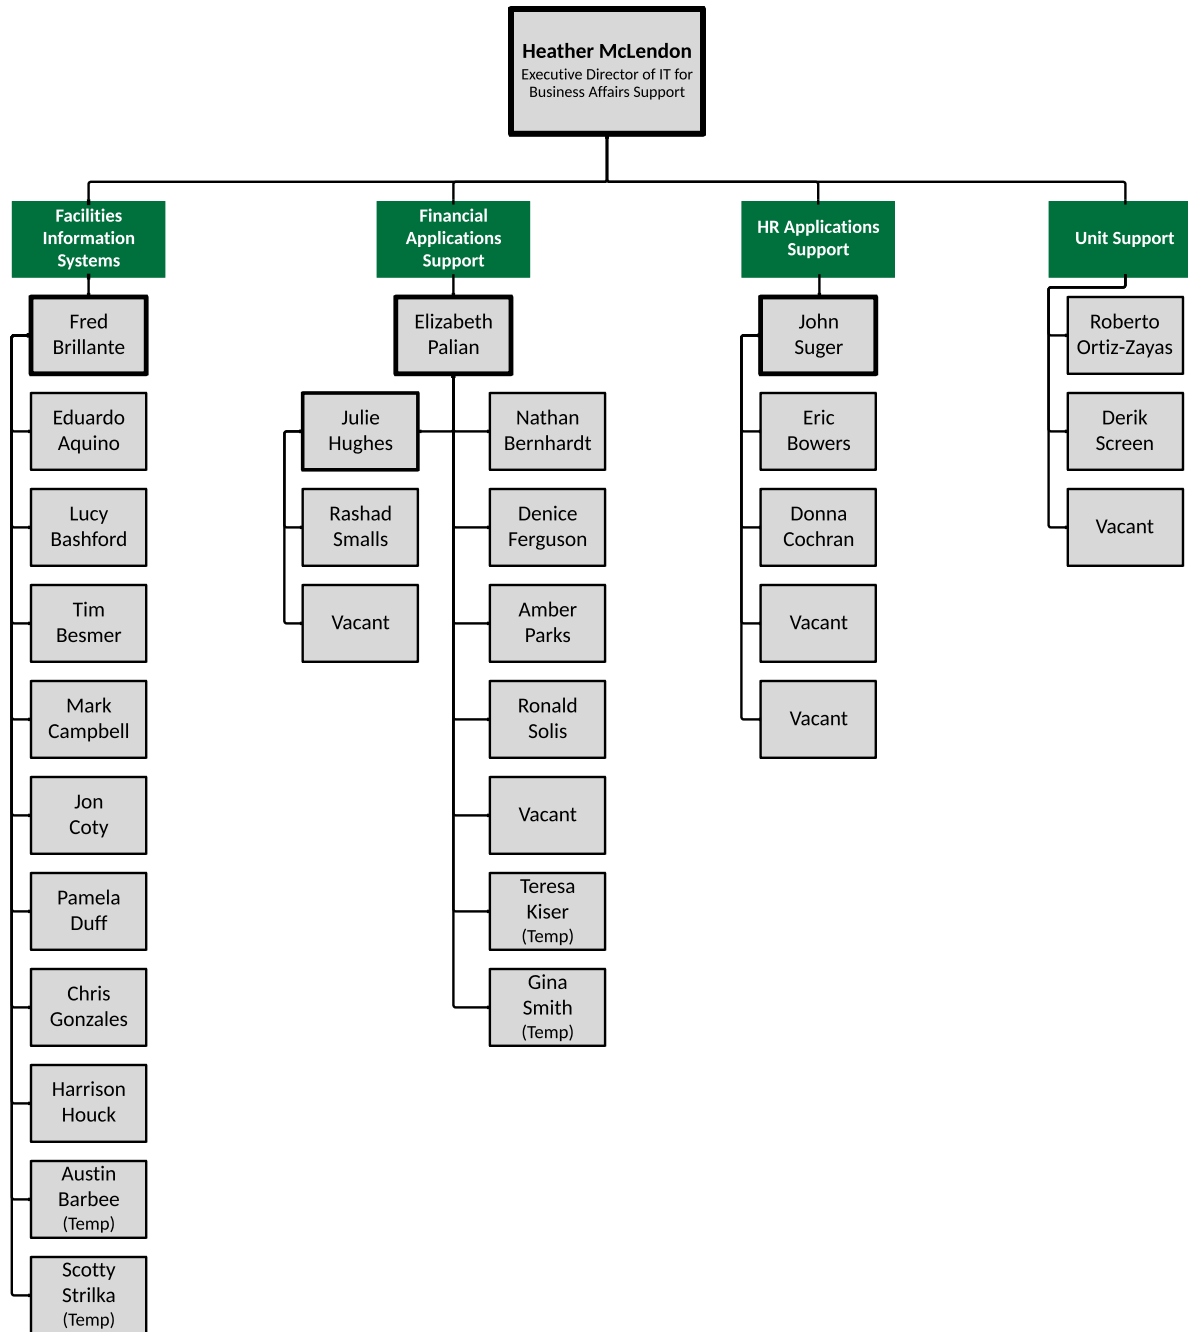 Heather McLendon
Executive Director of IT for
Business Affairs Support
Facilities
Information
Systems
Financial
Applications
Support
HR Applications
Support
Unit Support
Fred
Brillante
Elizabeth
Palian
John
Suger
Roberto
Ortiz-Zayas
Eduardo
Aquino
Julie
Hughes
Nathan
Bernhardt
Eric
Bowers
Derik
Screen
Lucy
Bashford
Rashad
Smalls
Denice
Ferguson
Donna
Cochran
Vacant
Tim
Besmer
Vacant
Amber
Parks
Vacant
Mark
Campbell
Ronald
Solis
Vacant
Jon
Coty
Vacant
Pamela
Duff
Teresa
Kiser
(Temp)
Chris
Gonzales
Gina
Smith
(Temp)
Harrison
Houck
Austin
Barbee
(Temp)
Scotty
Strilka
(Temp)